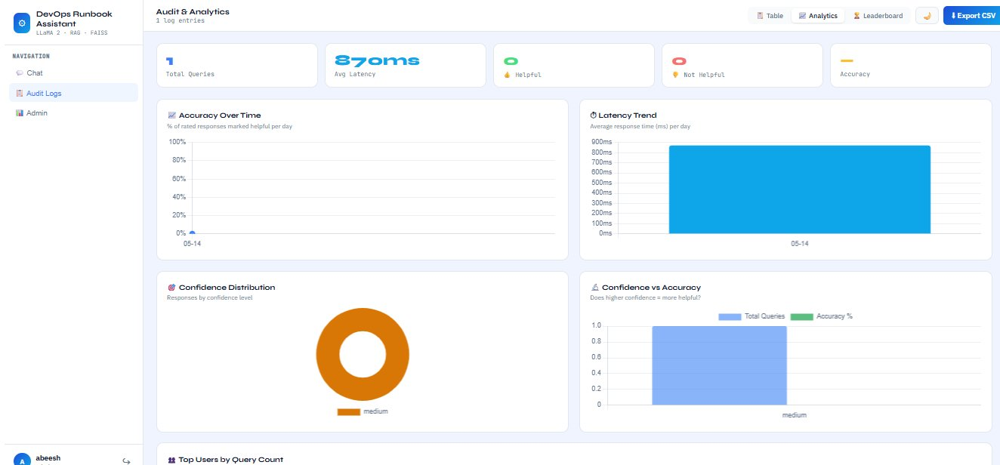 DevOps Runbook
Assistant
LLaMA 2 · RAG · FAISS
NAVIGATION
Chat
Audit Logs
Admin
A
abeesh
Audit & Analytics
1 log entries
Table
Analytics
Leaderboard
Export CSV
1
Total Queries
870ms
Avg Latency
0
Helpful
0
Not Helpful
—
Accuracy
Accuracy Over Time
% of rated responses marked helpful per day
100%
80%
60%
40%
20%
0%
05-14
Latency Trend
Average response time (ms) per day
900ms
800ms
700ms
600ms
500ms
400ms
300ms
200ms
100ms
0ms
05-14
Confidence Distribution
Responses by confidence level
medium
Confidence vs Accuracy
Does higher confidence = more helpful?
Total Queries Accuracy %
1.0
0.8
0.6
0.4
0.2
0
medium
Top Users by Query Count